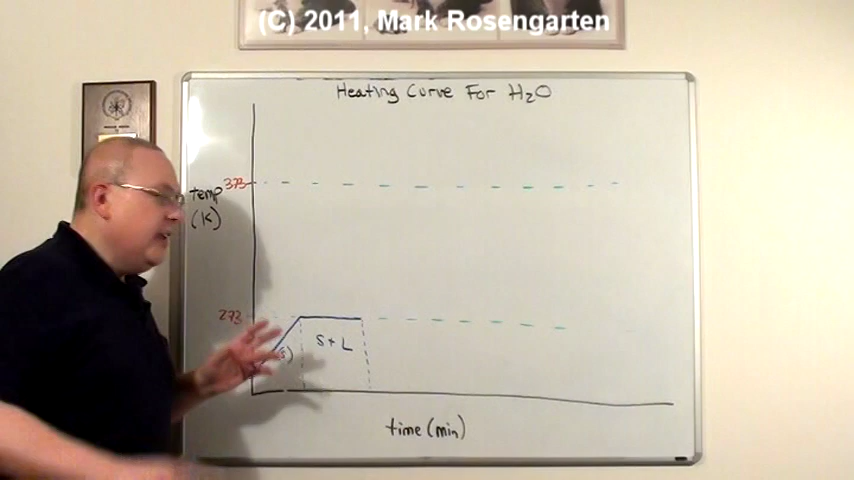 (C) 2011, Mark Rosengarten
Heating Curve For H₂O
373
temp
(K)
273
S + L
(s)
time (min)